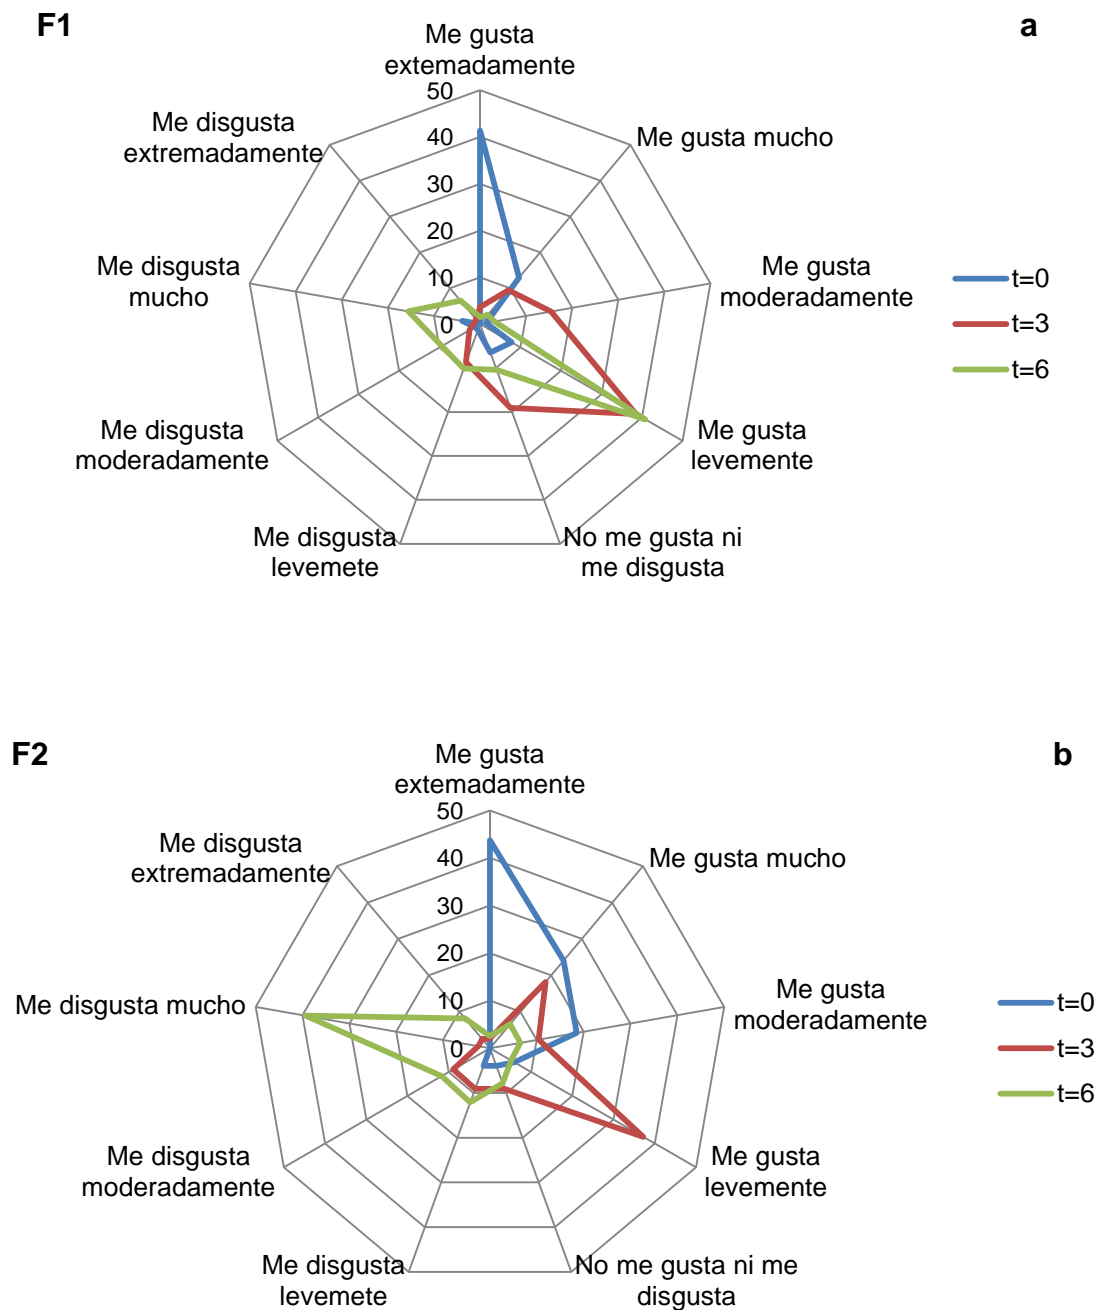 F1
a
Me gusta
extemadamente
Me gusta mucho
Me gusta
moderadamente
Me gusta
levemente
No me gusta ni
me disgusta
Me disgusta
levemete
Me disgusta
moderadamente
Me disgusta
mucho
Me disgusta
extremadamente
50
40
30
20
10
0
t=0
t=3
t=6
F2
b
Me gusta
extemadamente
Me gusta mucho
Me gusta
moderadamente
Me gusta
levemente
No me gusta ni me
disgusta
Me disgusta
levemete
Me disgusta
moderadamente
Me disgusta mucho
Me disgusta
extremadamente
50
40
30
20
10
0
t=0
t=3
t=6